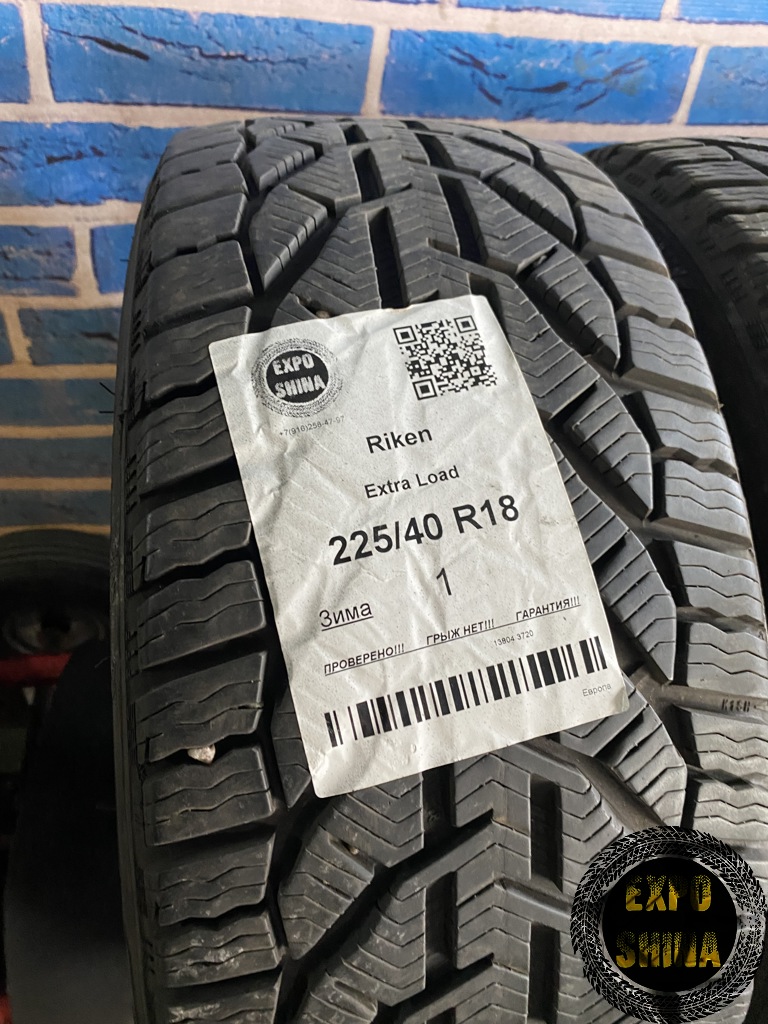 EXPO
SHINA
+7(916)256-47-97
Riken
Extra Load
225/40 R18
1
Зима
ПРОВЕРЕНО!!! ГРЫЖ НЕТ!!! ГАРАНТИЯ!!!
13804 3720
Европа
EXPO
SHINA